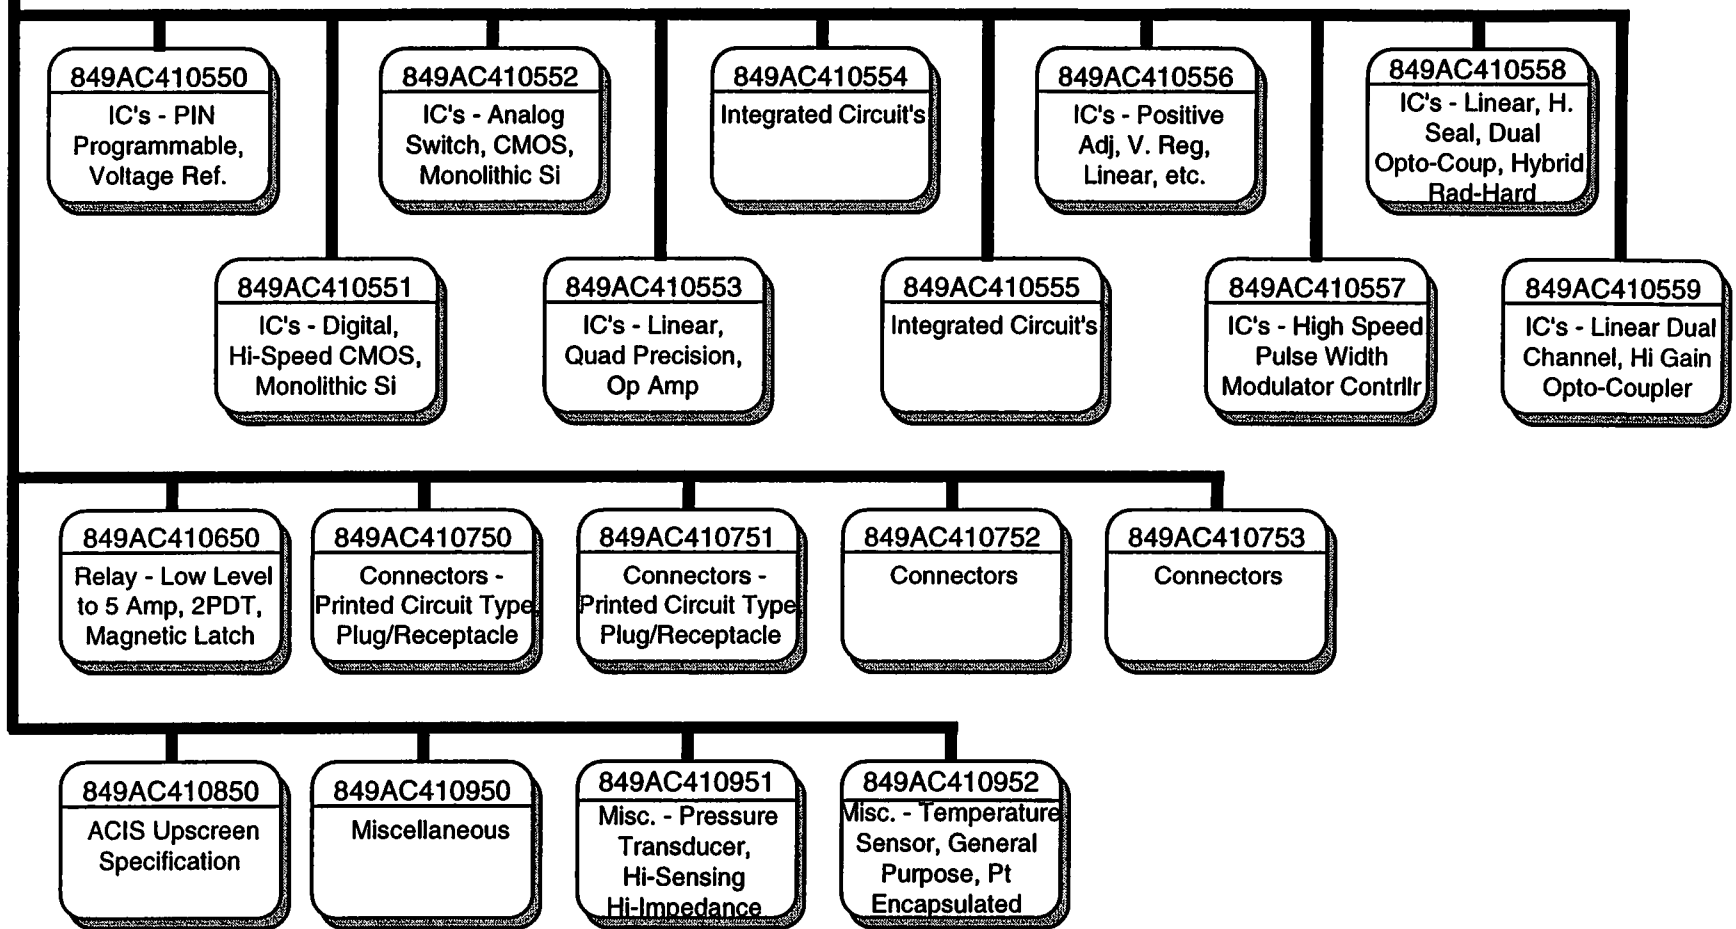 849AC410550
IC's - PIN
Programmable,
Voltage Ref.
849AC410552
IC's - Analog
Switch, CMOS,
Monolithic Si
849AC410554
Integrated Circuit's
849AC410556
IC's - Positive
Adj, V. Reg,
Linear, etc.
849AC410558
IC's - Linear, H.
Seal, Dual
Opto-Coup, Hybrid
Rad-Hard
849AC410551
IC's - Digital,
Hi-Speed CMOS,
Monolithic Si
849AC410553
IC's - Linear,
Quad Precision,
Op Amp
849AC410555
Integrated Circuit's
849AC410557
IC's - High Speed
Pulse Width
Modulator Contrllr
849AC410559
IC's - Linear Dual
Channel, Hi Gain
Opto-Coupler
849AC410650
Relay - Low Level
to 5 Amp, 2PDT,
Magnetic Latch
849AC410750
Connectors -
Printed Circuit Type,
Plug/Receptacle
849AC410751
Connectors -
Printed Circuit Type,
Plug/Receptacle
849AC410752
Connectors
849AC410753
Connectors
849AC410850
ACIS Upscreen
Specification
849AC410950
Miscellaneous
849AC410951
Misc. - Pressure
Transducer,
Hi-Sensing
Hi-Impedance
849AC410952
Misc. - Temperature
Sensor, General
Purpose, Pt
Encapsulated